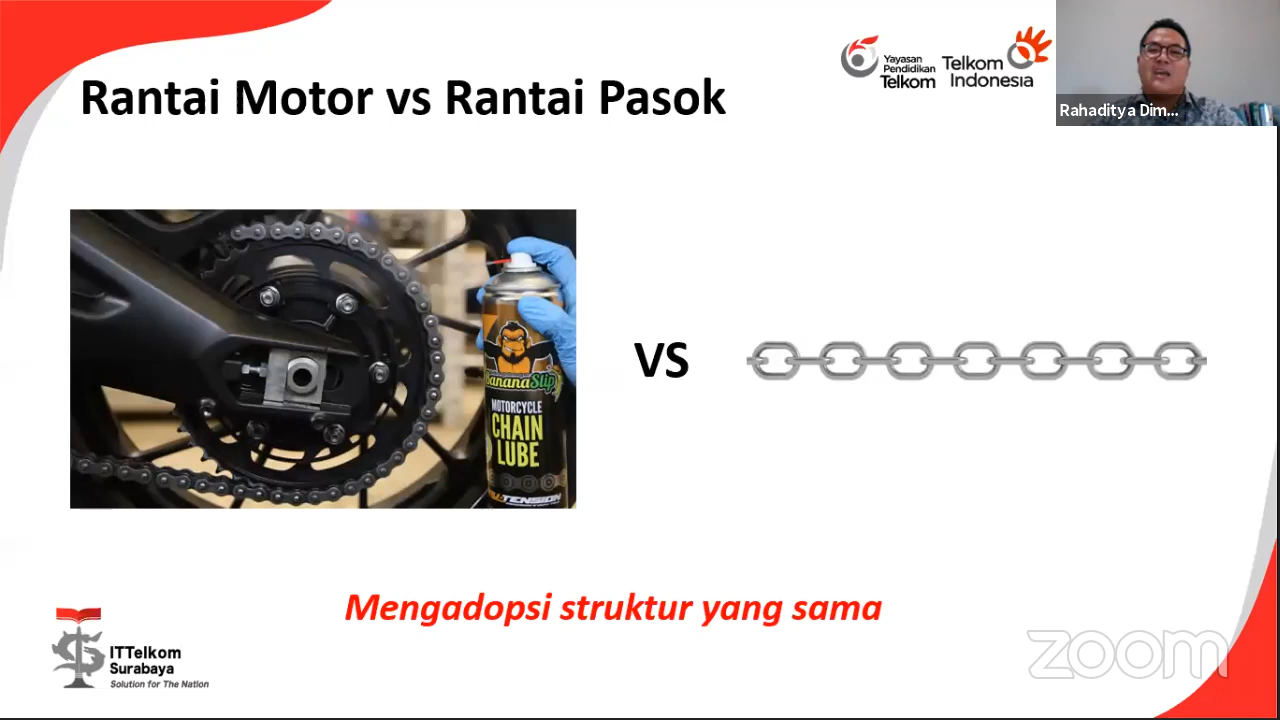 Rantai Motor vs Rantai Pasok
Yayasan
Pendidikan
Telkom
Telkom
Indonesia
Rahaditya Dim...
BananaSlip
MOTORCYCLE
CHAIN
LUBE
VS
Mengadopsi struktur yang sama
ITTelkom
Surabaya
Solution for The Nation
zoom